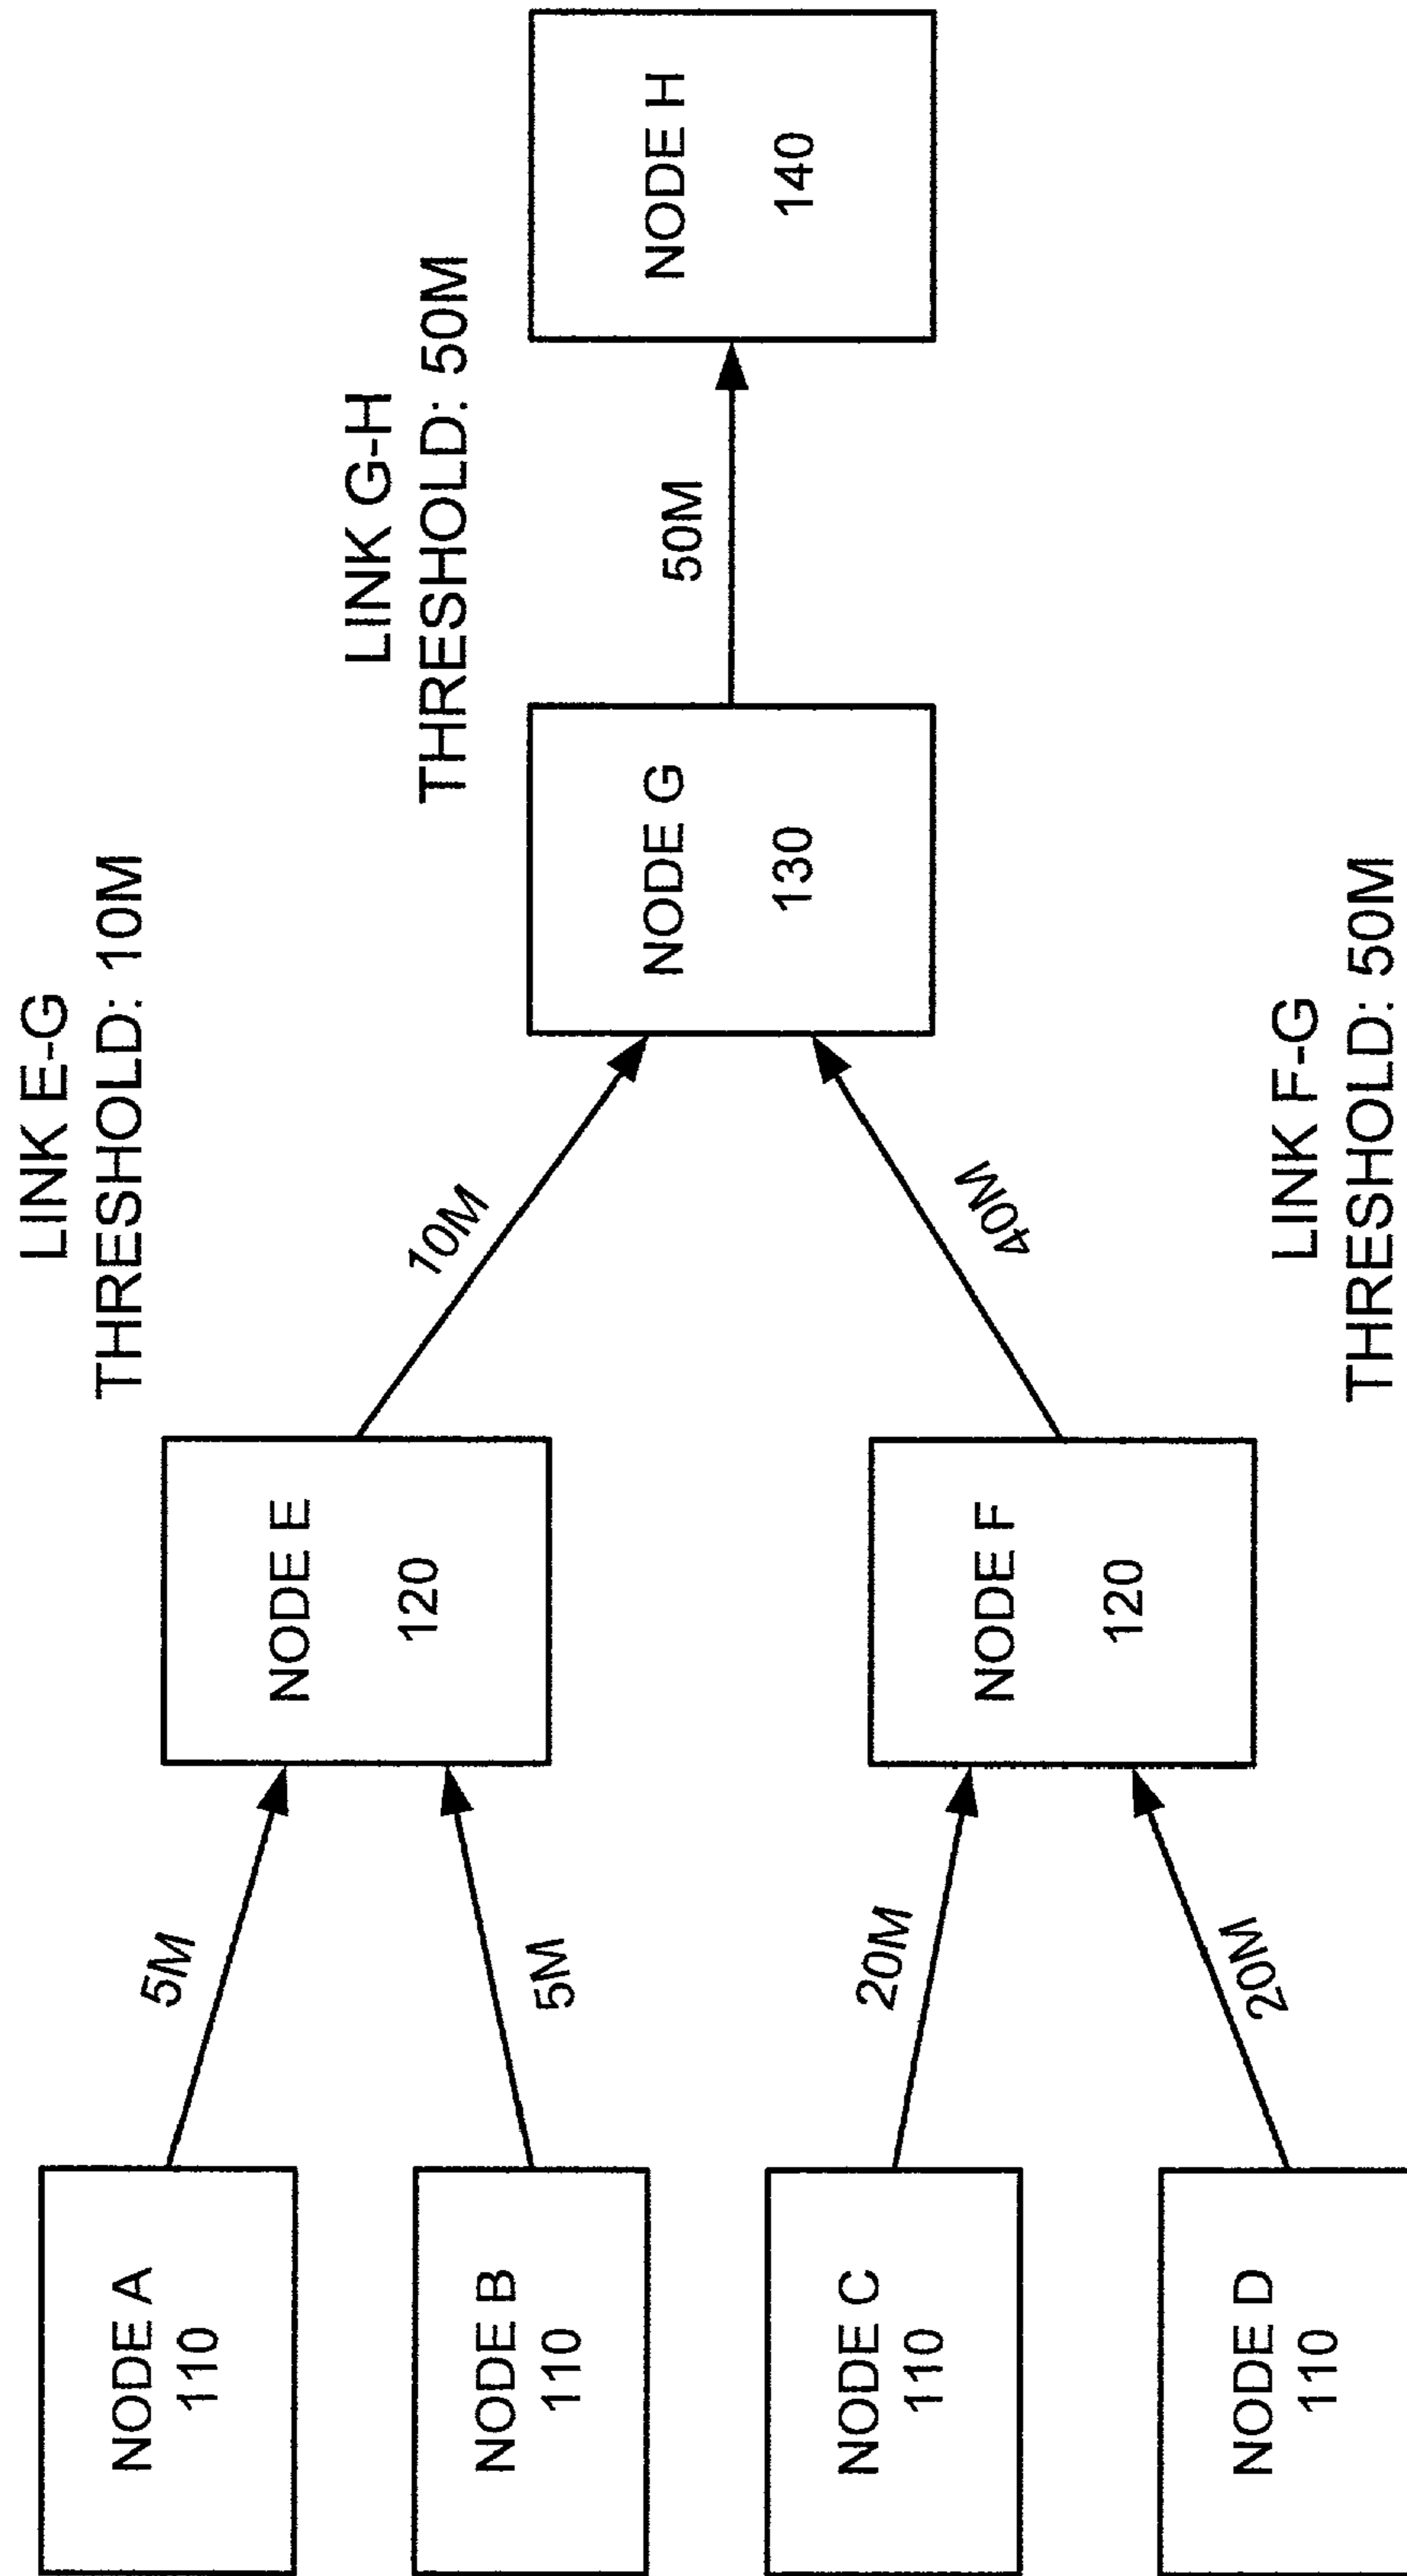 NODE A
110
NODE B
110
NODE C
110
NODE D
110
5M
5M
20M
20M
NODE E
120
NODE F
120
LINK E-G
THRESHOLD: 10M
10M
40M
LINK F-G
THRESHOLD: 50M
NODE G
130
LINK G-H
THRESHOLD: 50M
50M
NODE H
140